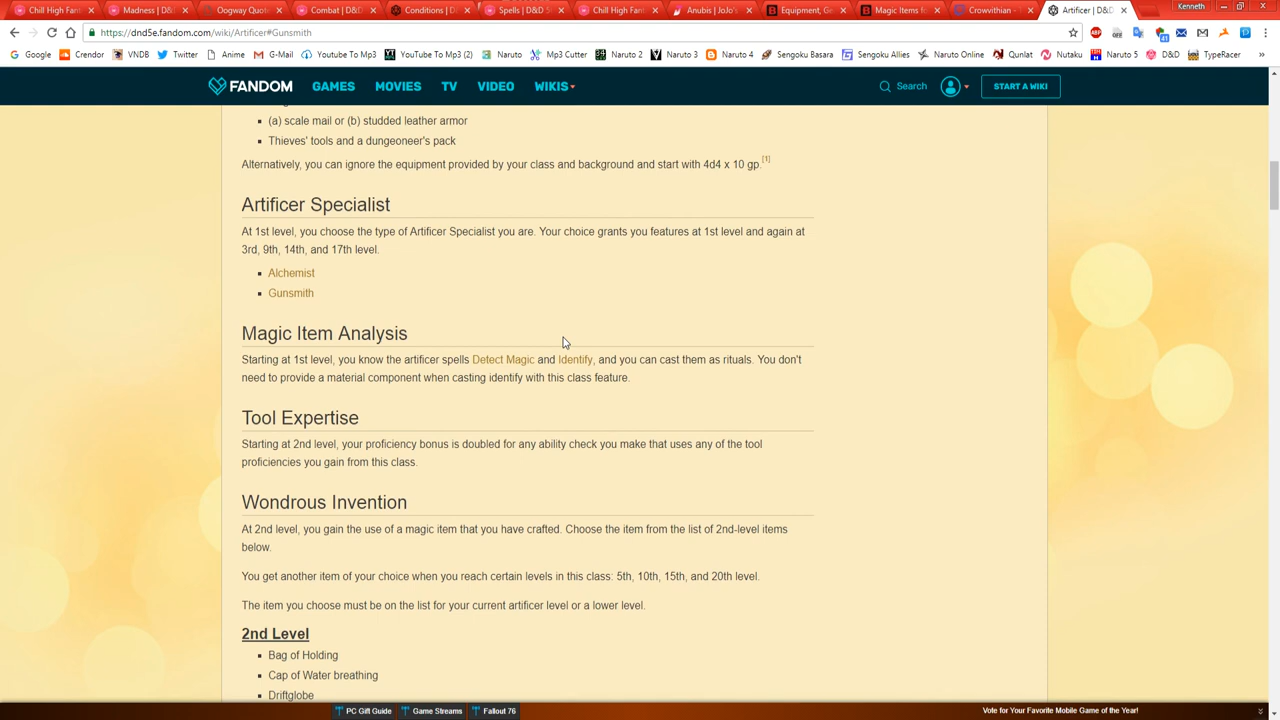 Chill High Fant
Madness | D&
Oogway Quot
Combat | D&D
Conditions | D
Spells | D&D 5
Chill High Fant
Anubis | JoJo's
Equipment, Ge
Magic Items fo
Crowvithian -
Artificer | D&D
Kenneth
https://dnd5e.fandom.com/wiki/Artificer#Gunsmith
Google Crendor VNDB Twitter Amazon G-Mail Youtube To Mp3 YouTube To Mp3 (2) Naruto Mp3 Cutter Naruto 2 Naruto 3 Naruto 4 Sengoku Basara Sengoku Allies Naruto Online Qunlat Nutaku Naruto 5 D&D TypeRacer
FANDOM GAMES MOVIES TV VIDEO WIKIS Search START A WIKI
(a) scale mail or (b) studded leather armor
Thieves' tools and a dungeoneer's pack
Alternatively, you can ignore the equipment provided by your class and background and start with 4d4 x 10 gp.[1]
Artificer Specialist
At 1st level, you choose the type of Artificer Specialist you are. Your choice grants you features at 1st level and again at
3rd, 9th, 14th, and 17th level.
Alchemist
Gunsmith
Magic Item Analysis
Starting at 1st level, you know the artificer spells Detect Magic and Identify, and you can cast them as rituals. You don't
need to provide a material component when casting identify with this class feature.
Tool Expertise
Starting at 2nd level, your proficiency bonus is doubled for any ability check you make that uses any of the tool
proficiencies you gain from this class.
Wondrous Invention
At 2nd level, you gain the use of a magic item that you have crafted. Choose the item from the list of 2nd-level items
below.
You get another item of your choice when you reach certain levels in this class: 5th, 10th, 15th, and 20th level.
The item you choose must be on the list for your current artificer level or a lower level.
2nd Level
Bag of Holding
Cap of Water breathing
Driftglobe
PC Gift Guide Game Streams Fallout 76 Vote for Your Favorite Mobile Game of the Year!